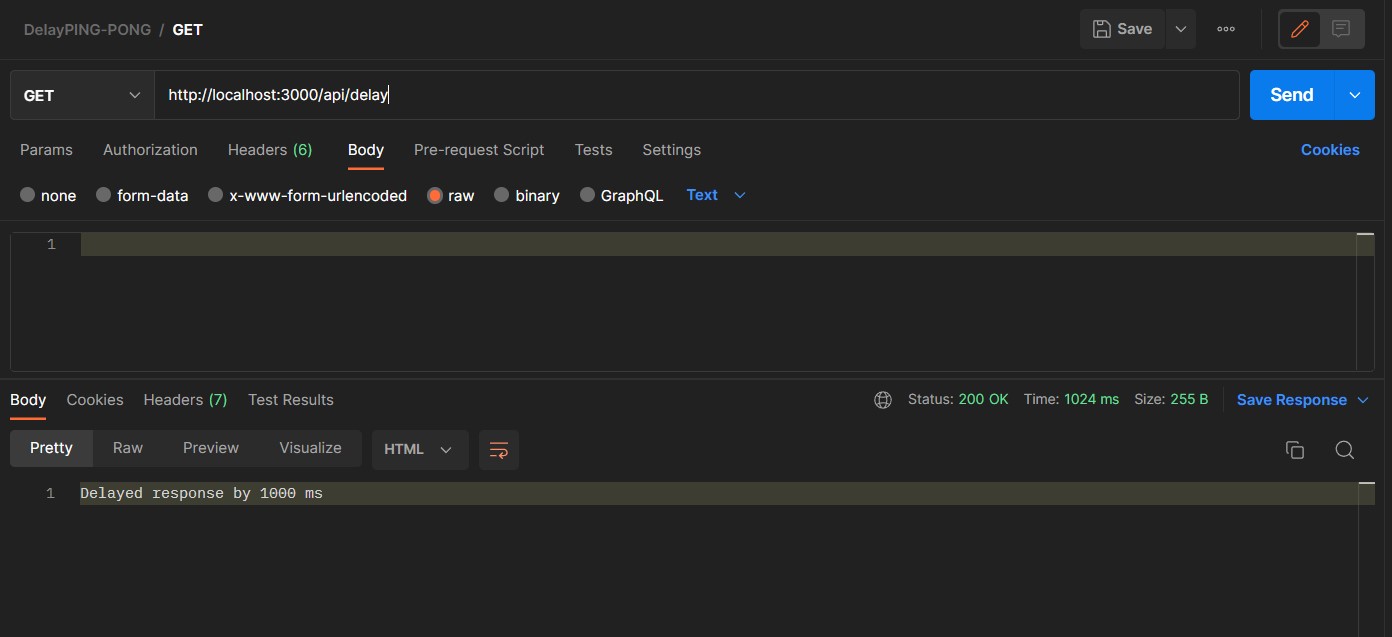 DelayPING-PONG / GET Save
GET http://localhost:3000/api/delay Send
Params Authorization Headers (6) Body Pre-request Script Tests Settings Cookies
none form-data x-www-form-urlencoded raw binary GraphQL Text
1
Body Cookies Headers (7) Test Results Status: 200 OK Time: 1024 ms Size: 255 B Save Response
Pretty Raw Preview Visualize HTML
1 Delayed response by 1000 ms